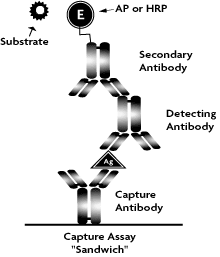 E
AP or HRP
Substrate
Secondary
Antibody
Detecting
Antibody
Ag
Capture
Antibody
Capture Assay
"Sandwich"